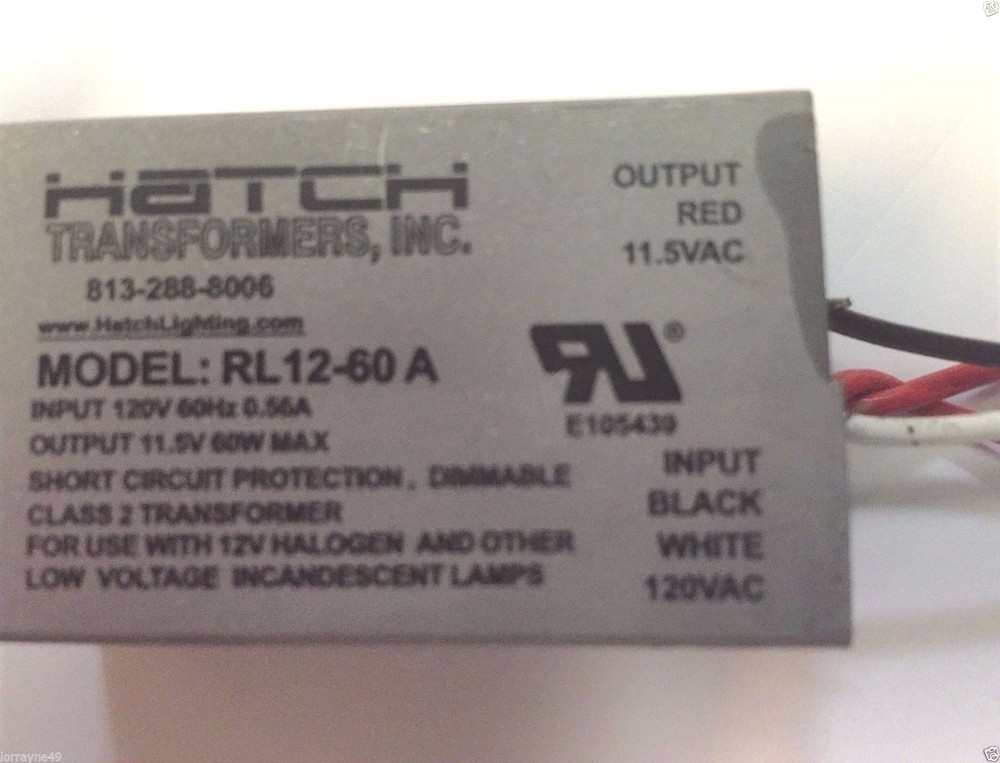 HATCH
TRANSFORMERS, INC.
813-288-8006
www.HatchLighting.com
MODEL: RL12-60 A
INPUT 120V 60Hz 0.56A
OUTPUT 11.5V 60W MAX
SHORT CIRCUIT PROTECTION, DIMMABLE
CLASS 2 TRANSFORMER
FOR USE WITH 12V HALOGEN AND OTHER
LOW VOLTAGE INCANDESCENT LAMPS
OUTPUT
RED
11.5VAC
RU®
E105439
INPUT
BLACK
WHITE
120VAC
lorrayne49